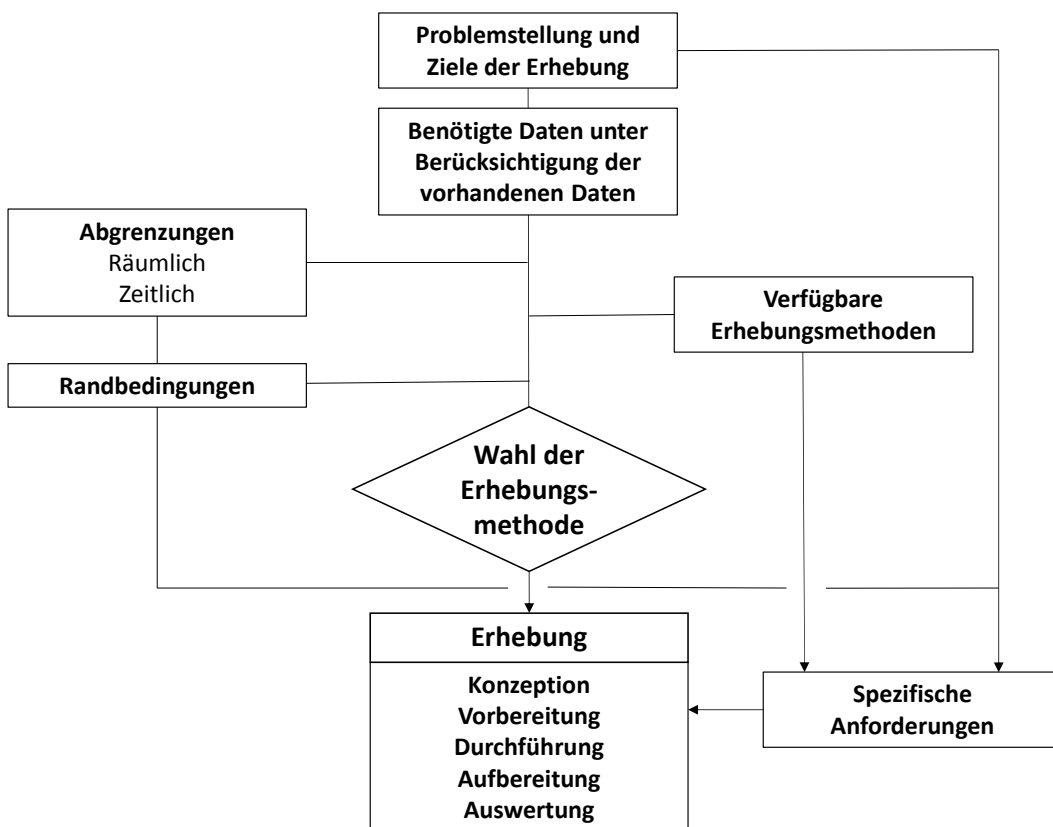 Problemstellung und
Ziele der Erhebung
Benötigte Daten unter
Berücksichtigung der
vorhandenen Daten
Abgrenzungen
Räumlich
Zeitlich
Verfügbare
Erhebungsmethoden
Randbedingungen
Wahl der
Erhebungs-
methode
Erhebung
Konzeption
Vorbereitung
Durchführung
Aufbereitung
Auswertung
Spezifische
Anforderungen